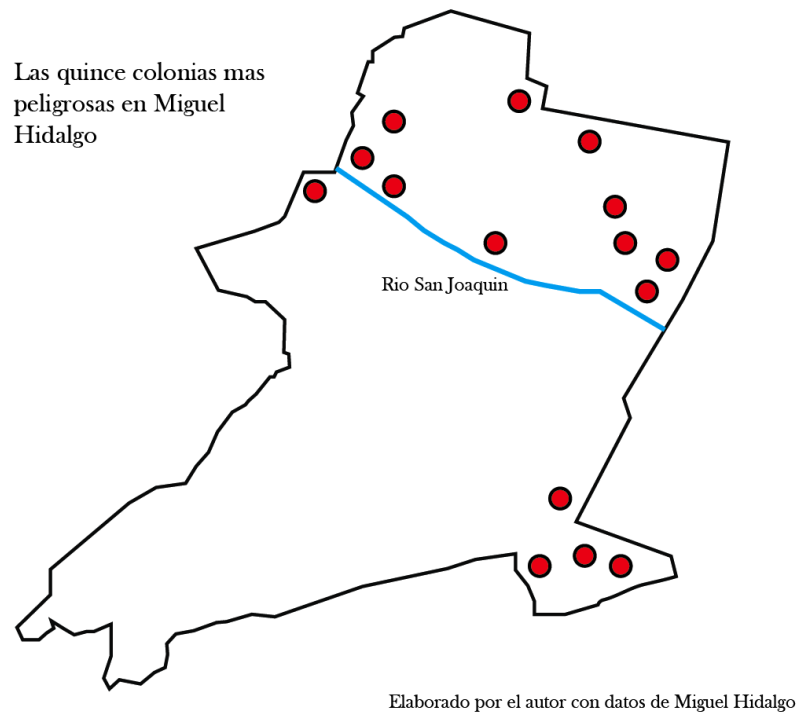 Las quince colonias mas
peligrosas en Miguel
Hidalgo
Rio San Joaquin
Elaborado por el autor con datos de Miguel Hidalgo